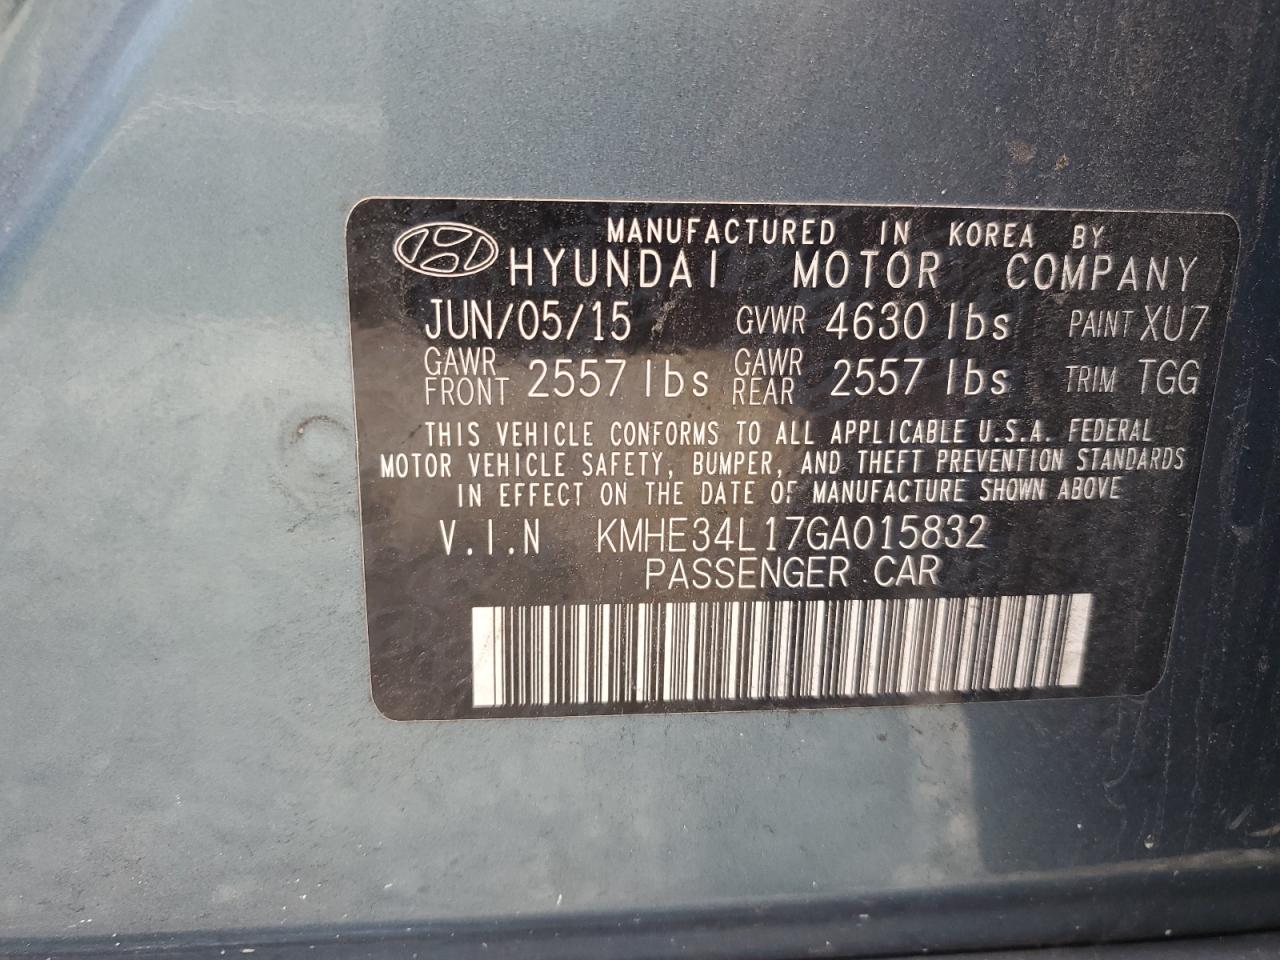 MANUFACTURED IN KOREA BY
HYUNDAI MOTOR COMPANY
JUN/05/15 GVWR 4630 lbs PAINT XU7
GAWR FRONT 2557 lbs GAWR REAR 2557 lbs TRIM TGG
THIS VEHICLE CONFORMS TO ALL APPLICABLE U.S.A. FEDERAL
MOTOR VEHICLE SAFETY, BUMPER, AND THEFT PREVENTION STANDARDS
IN EFFECT ON THE DATE OF MANUFACTURE SHOWN ABOVE
V.I.N KMHE34L17GA015832
PASSENGER CAR